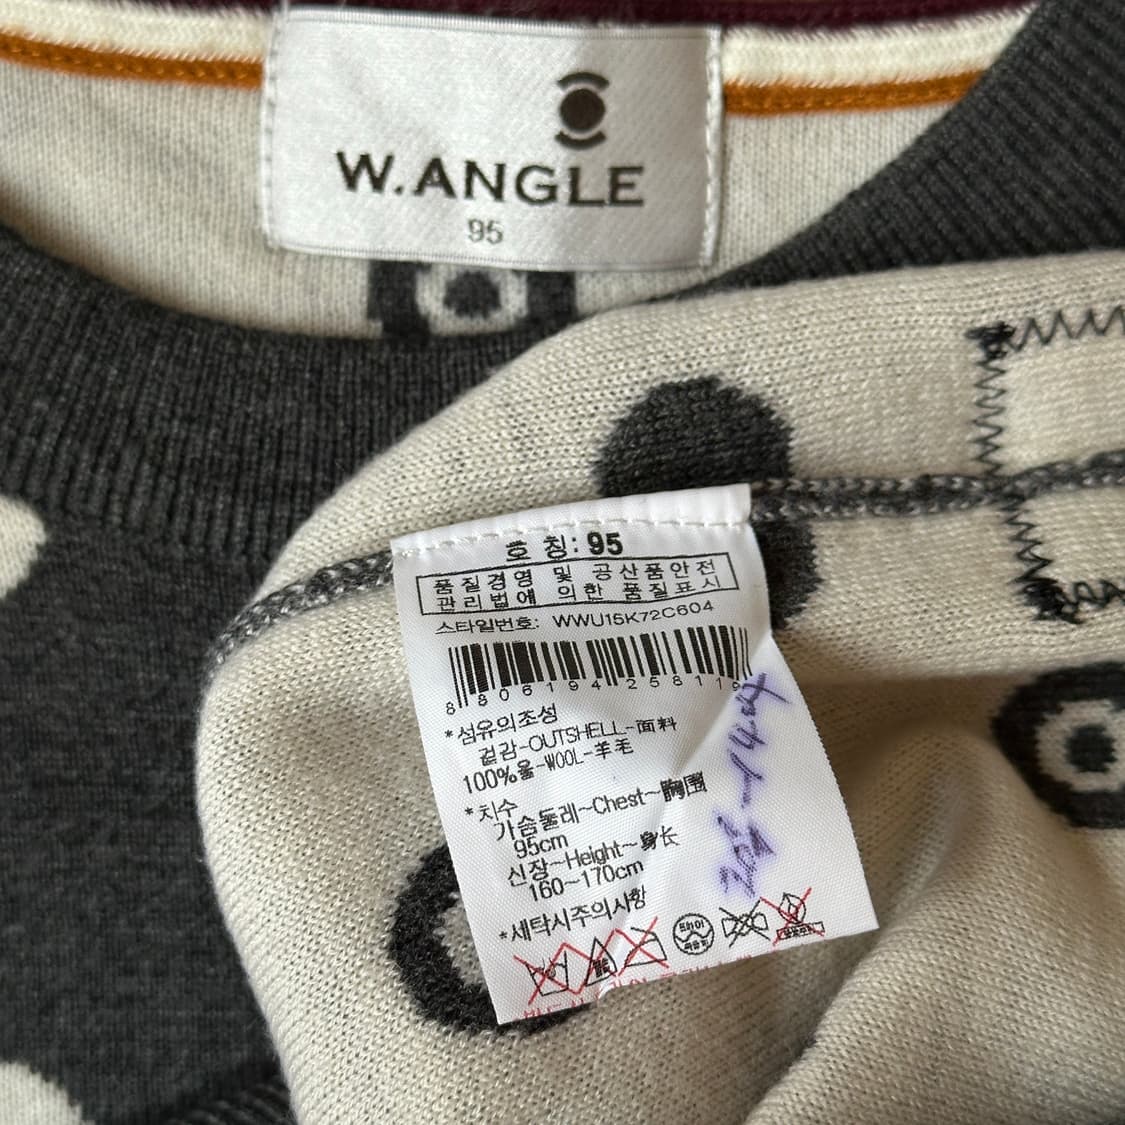 W.ANGLE
95
호 칭: 95
품질경영 및 공산품안전
관리법에 의한 품질표시
스타일번호: WWU15K72C604
8 806194 258119
*섬유의조성
겉감-OUTSHELL-面料
100%울-WOOL-羊毛
*치수
가슴둘레~Chest~胸围
95cm
신장~Height~身长
160~170cm
*세탁시주의사항
드라이